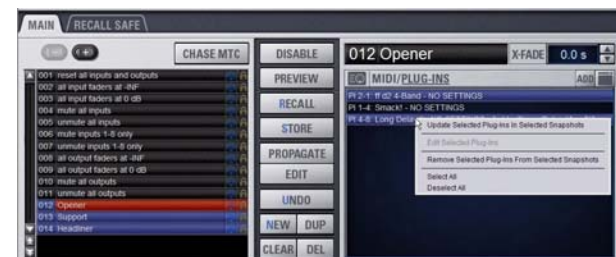 MAIN RECALL SAFE
CHASE MTC
001 reset all inputs and outputs
002 all input faders at -INF
003 all input faders at 0 dB
004 mute all inputs
005 unmute all inputs
006 mute inputs 1-8 only
007 unmute inputs 1-8 only
008 all output faders at -INF
009 all output faders at 0 dB
010 mute all outputs
011 unmute all outputs
012 Opener
013 Support
014 Headliner
DISABLE
PREVIEW
RECALL
STORE
PROPAGATE
EDIT
UNDO
NEW DUP
CLEAR DEL
012 Opener X-FADE 0.0 s
MIDI/PLUG-INS ADD
PI 2-1: ff d2 4-Band - NO SETTINGS
PI 1-4: Smack! - NO SETTINGS
PI 4-8: Long Dela
Update Selected Plug-Ins In Selected Snapshots
Edit Selected Plug-Ins
Remove Selected Plug-Ins From Selected Snapshots
Select All
Deselect All